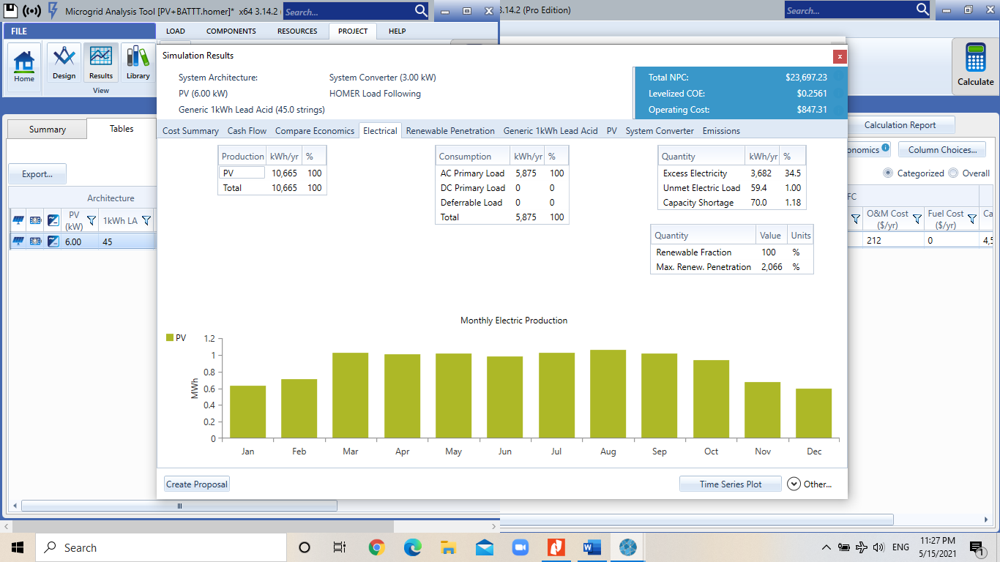 Microgrid Analysis Tool [PV+BATTT.homer]* x64 3.14.2
Search...
3.14.2 (Pro Edition)
Search...
FILE
LOAD
COMPONENTS
RESOURCES
PROJECT
HELP
Home
Design
Results
Library
View
Calculate
Simulation Results
x
System Architecture:
System Converter (3.00 kW)
PV (6.00 kW)
HOMER Load Following
Generic 1kWh Lead Acid (45.0 strings)
Total NPC: $23,697.23
Levelized COE: $0.2561
Operating Cost: $847.31
Summary
Tables
Calculation Report
Cost Summary Cash Flow Compare Economics Electrical Renewable Penetration Generic 1kWh Lead Acid PV System Converter Emissions
Export...
onomics
Column Choices...
Categorized Overall
Architecture
PV (kW)
1kWh LA
6.00 45
FC
O&M Cost ($/yr)
Fuel Cost ($/yr)
Ca
212 0 4,5
Production kWh/yr %
PV 10,665 100
Total 10,665 100
Consumption kWh/yr %
AC Primary Load 5,875 100
DC Primary Load 0 0
Deferrable Load 0 0
Total 5,875 100
Quantity kWh/yr %
Excess Electricity 3,682 34.5
Unmet Electric Load 59.4 1.00
Capacity Shortage 70.0 1.18
Quantity Value Units
Renewable Fraction 100 %
Max. Renew. Penetration 2,066 %
Monthly Electric Production
PV
MWh
1.2
1
0.8
0.6
0.4
0.2
0
Jan Feb Mar Apr May Jun Jul Aug Sep Oct Nov Dec
Create Proposal
Time Series Plot
Other...
Search
ENG
11:27 PM
5/15/2021
1